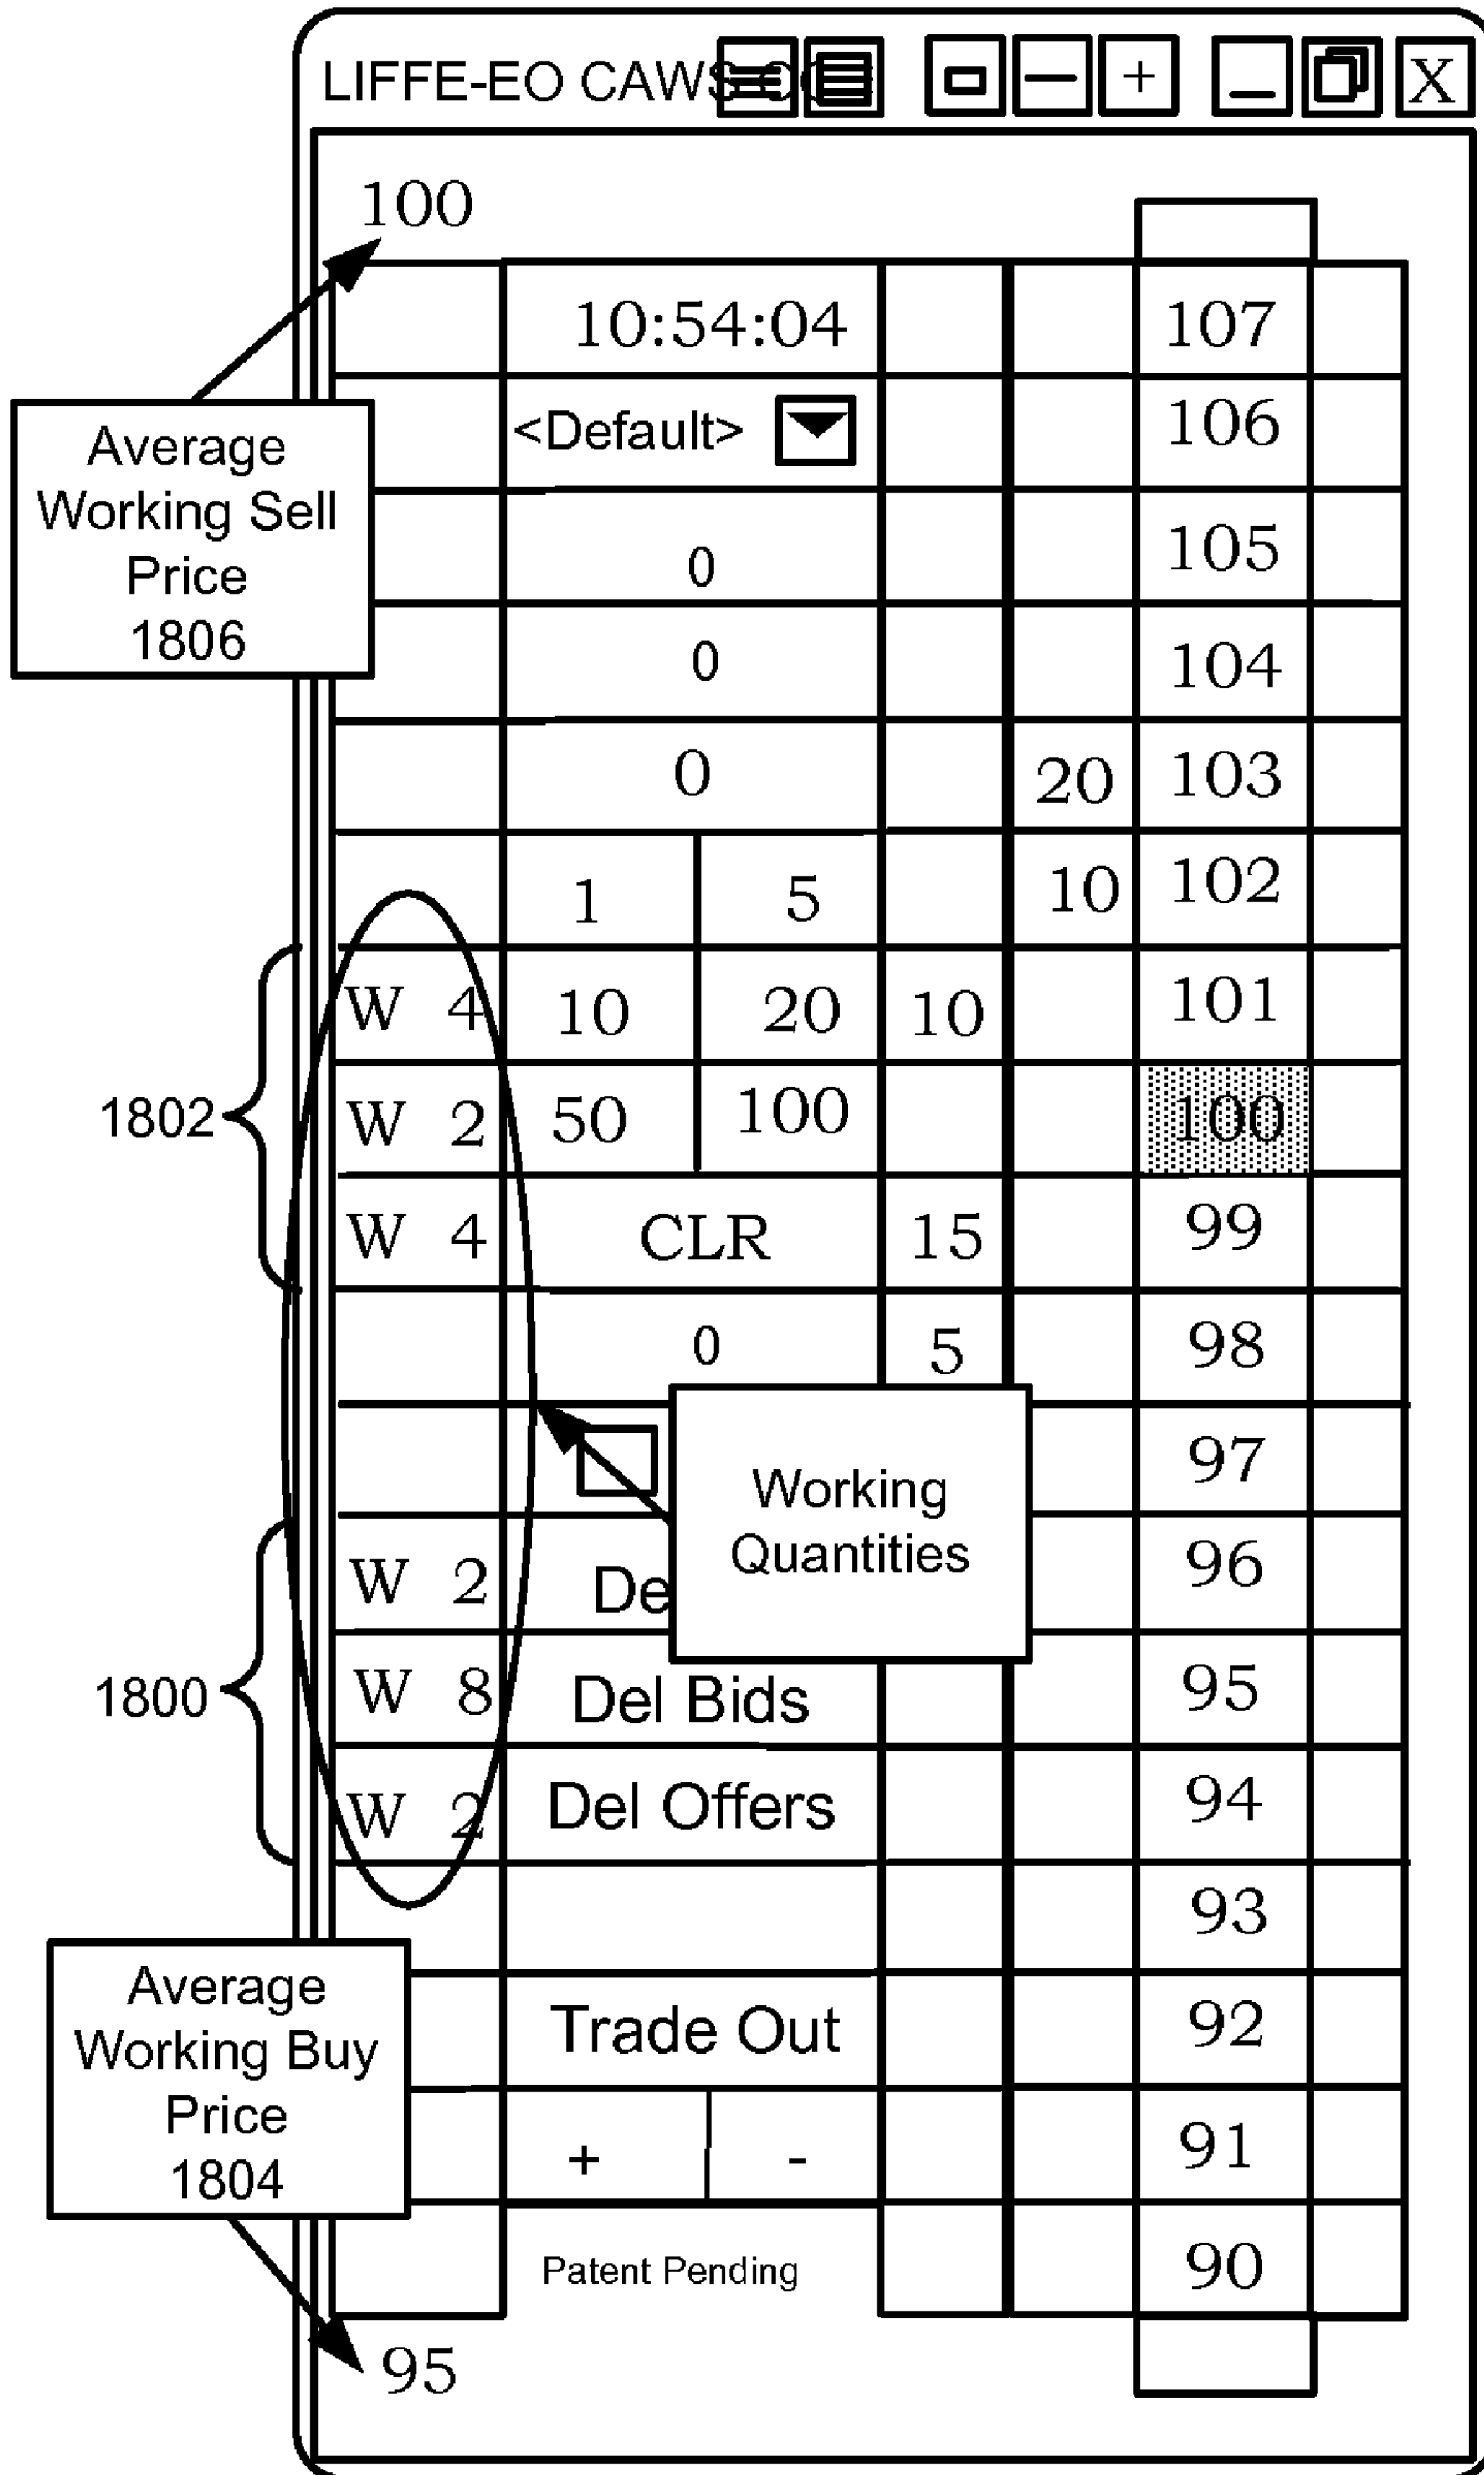 LIFFE-EO CAW
X
100
10:54:04 107
<Default> 106
Average
Working Sell
Price
1806
0 105
0 104
0 20 103
1 5 10 102
W 4 10 20 10 101
1802
W 2 50 100 100
W 4 CLR 15 99
0 5 98
97
Working
Quantities
W 2 De 96
1800
W 8 Del Bids 95
W 2 Del Offers 94
93
Average
Working Buy
Price
1804
Trade Out 92
+ - 91
Patent Pending 90
95